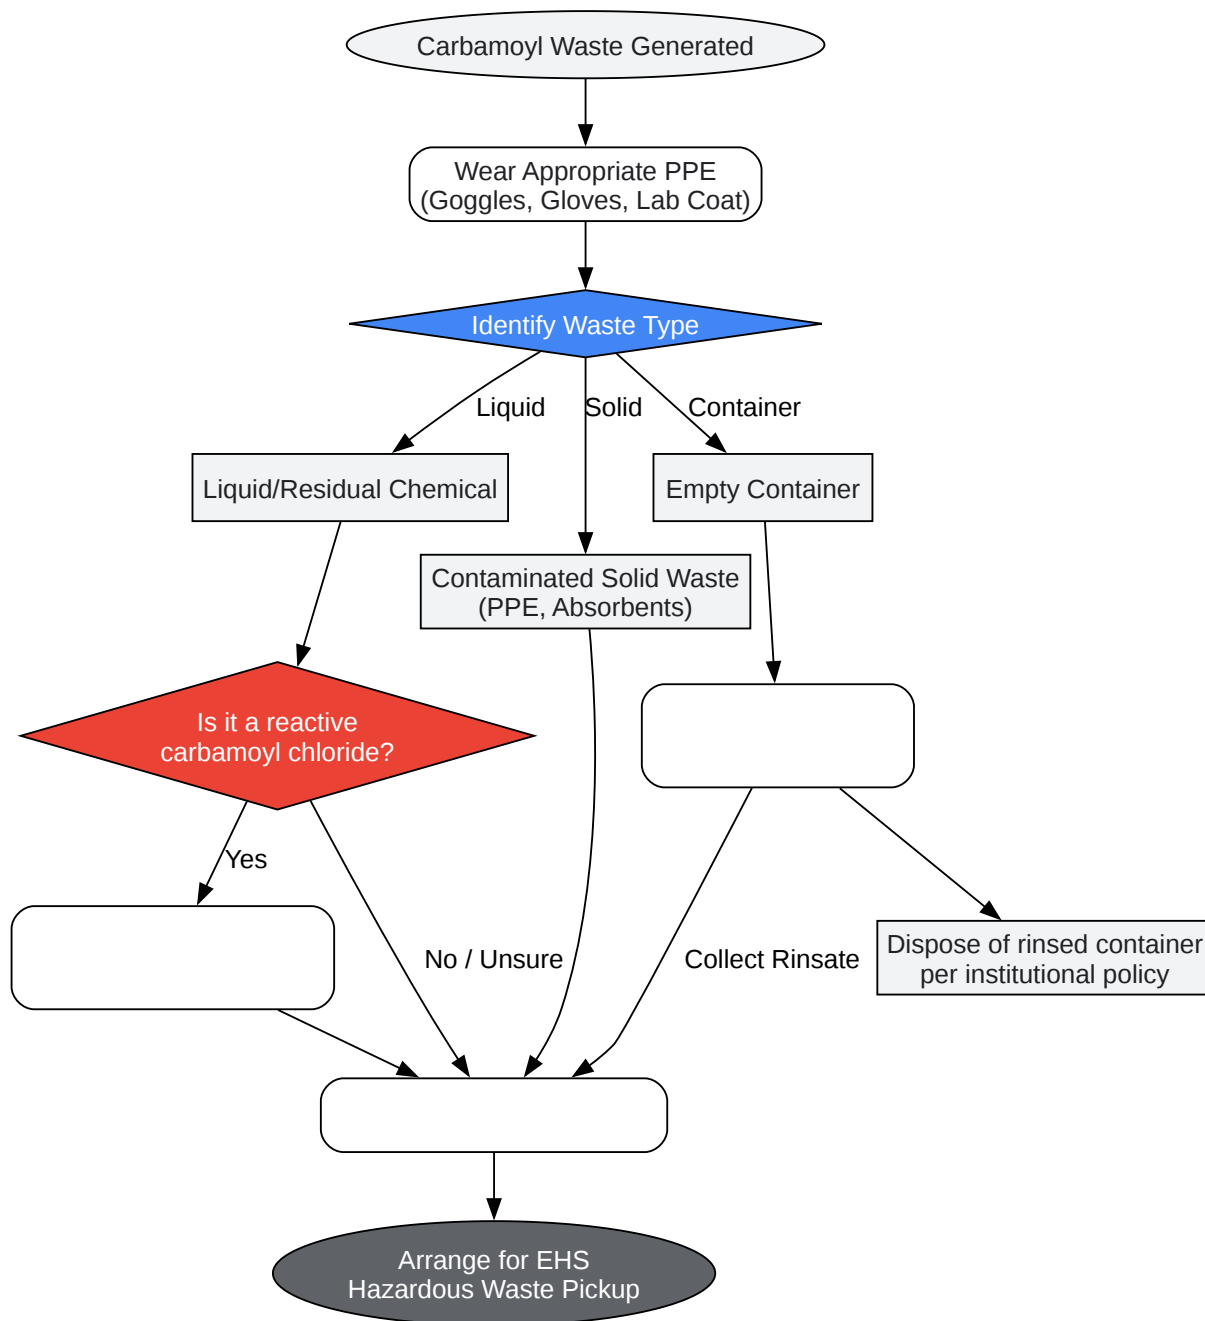 Carbamoyl Waste Generated
Wear Appropriate PPE
(Goggles, Gloves, Lab Coat)
Identify Waste Type
Liquid
Solid
Container
Liquid/Residual Chemical
Empty Container
Contaminated Solid Waste
(PPE, Absorbents)
Is it a reactive
carbamoyl chloride?
Yes
No / Unsure
Collect Rinsate
Dispose of rinsed container
per institutional policy
Arrange for EHS
Hazardous Waste Pickup